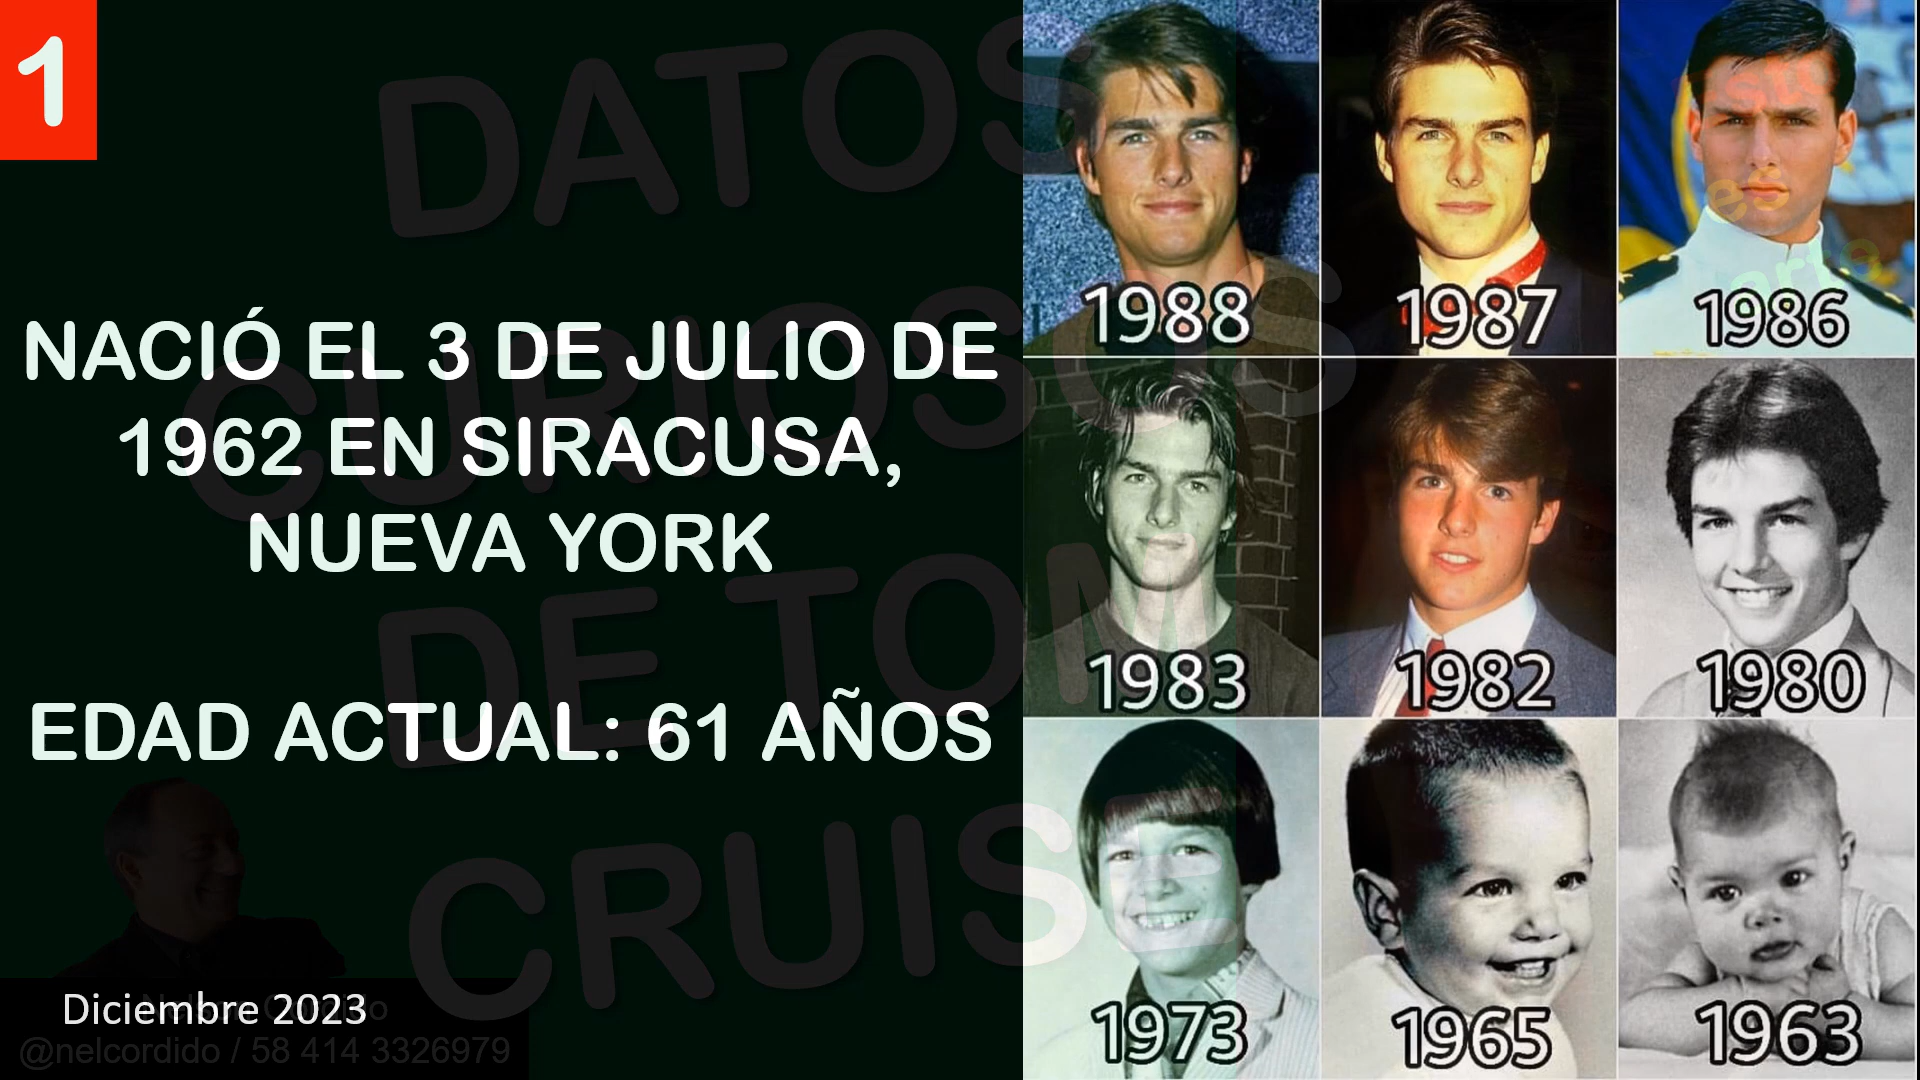 1
DATOS
CURIOSOS
DE TOM
CRUISE
NACIÓ EL 3 DE JULIO DE
1962 EN SIRACUSA,
NUEVA YORK
EDAD ACTUAL: 61 AÑOS
Diciembre 2023
@nelcordido / 58 414 3326979
1988
1987
1986
1983
1982
1980
1973
1965
1963